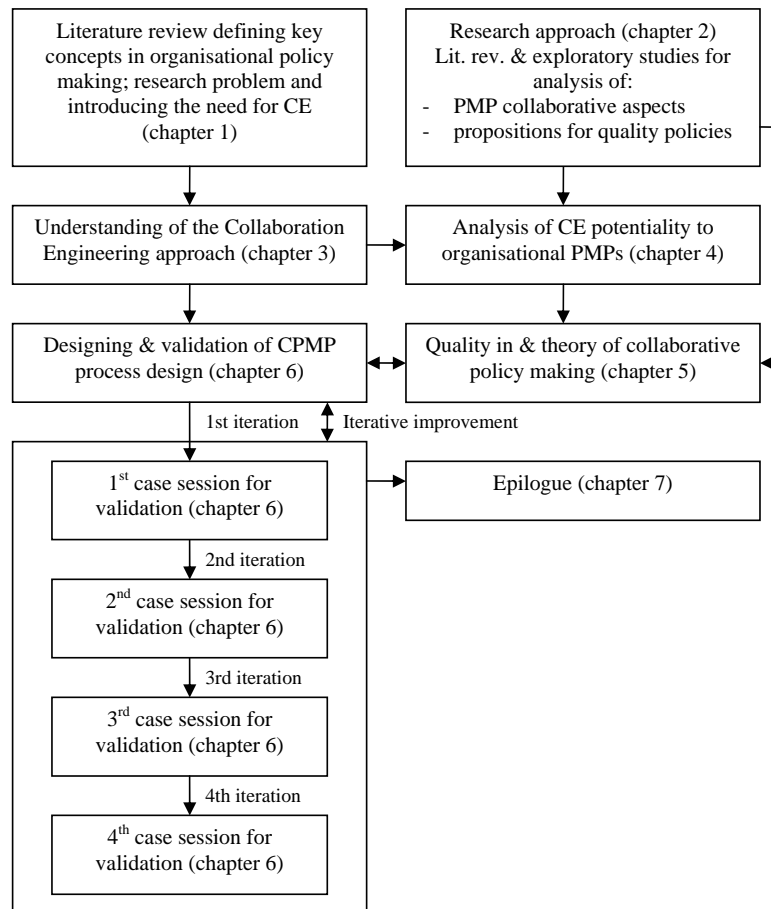 Literature review defining key
concepts in organisational policy
making; research problem and
introducing the need for CE
(chapter 1)
Research approach (chapter 2)
Lit. rev. & exploratory studies for
analysis of:
- PMP collaborative aspects
- propositions for quality policies
Understanding of the Collaboration
Engineering approach (chapter 3)
Analysis of CE potentiality to
organisational PMPs (chapter 4)
Designing & validation of CPMP
process design (chapter 6)
Quality in & theory of collaborative
policy making (chapter 5)
1st iteration
Iterative improvement
1st case session for
validation (chapter 6)
Epilogue (chapter 7)
2nd iteration
2nd case session for
validation (chapter 6)
3rd iteration
3rd case session for
validation (chapter 6)
4th iteration
4th case session for
validation (chapter 6)